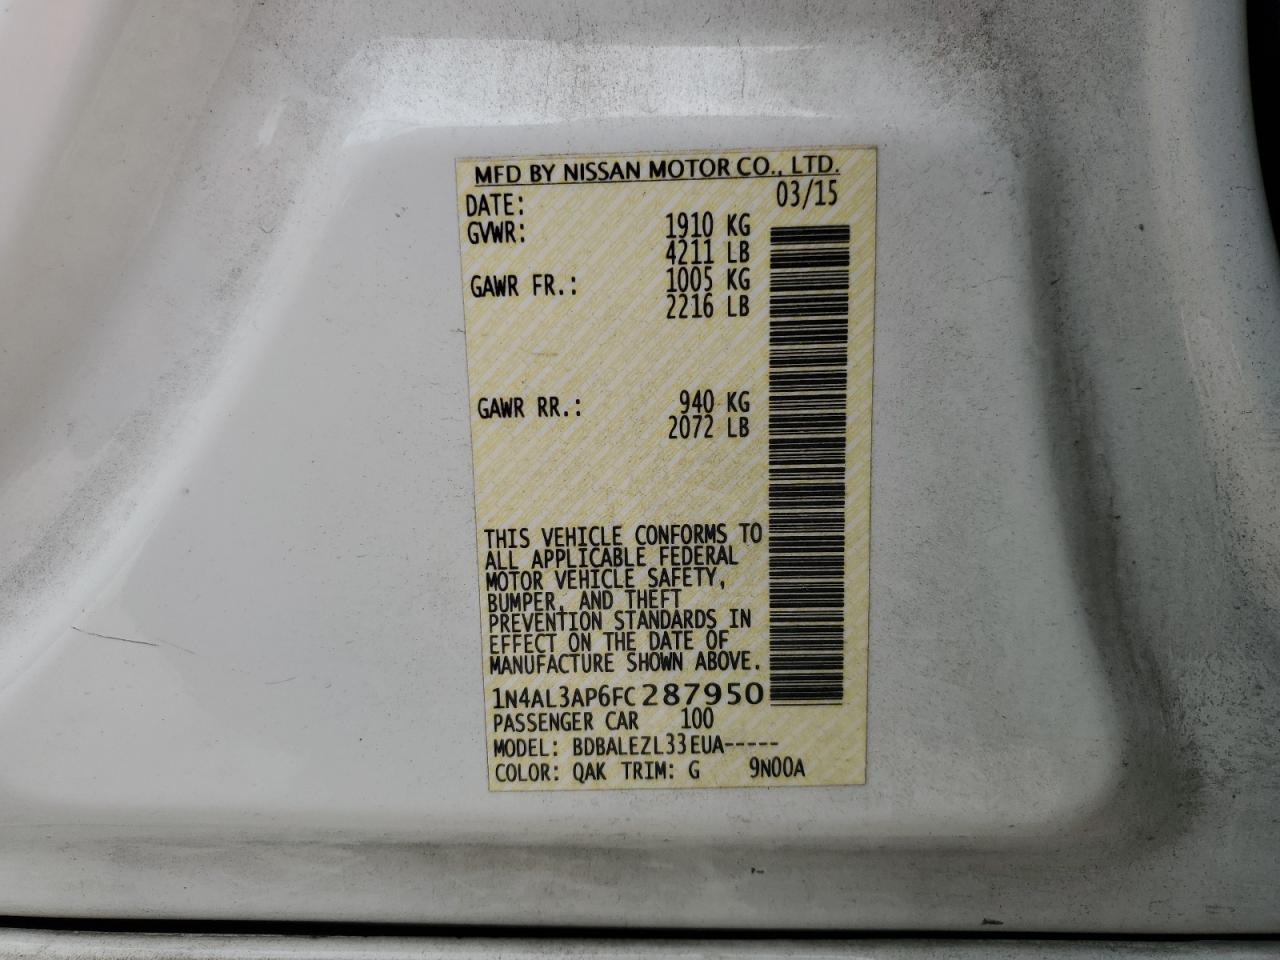 MFD BY NISSAN MOTOR CO., LTD.
DATE: 03/15
GVWR: 1910 KG
4211 LB
GAWR FR.: 1005 KG
2216 LB
GAWR RR.: 940 KG
2072 LB
THIS VEHICLE CONFORMS TO
ALL APPLICABLE FEDERAL
MOTOR VEHICLE SAFETY,
BUMPER, AND THEFT
PREVENTION STANDARDS IN
EFFECT ON THE DATE OF
MANUFACTURE SHOWN ABOVE.
1N4AL3AP6FC287950
PASSENGER CAR 100
MODEL: BDBALEZL33EUA-----
COLOR: QAK TRIM: G 9N00A